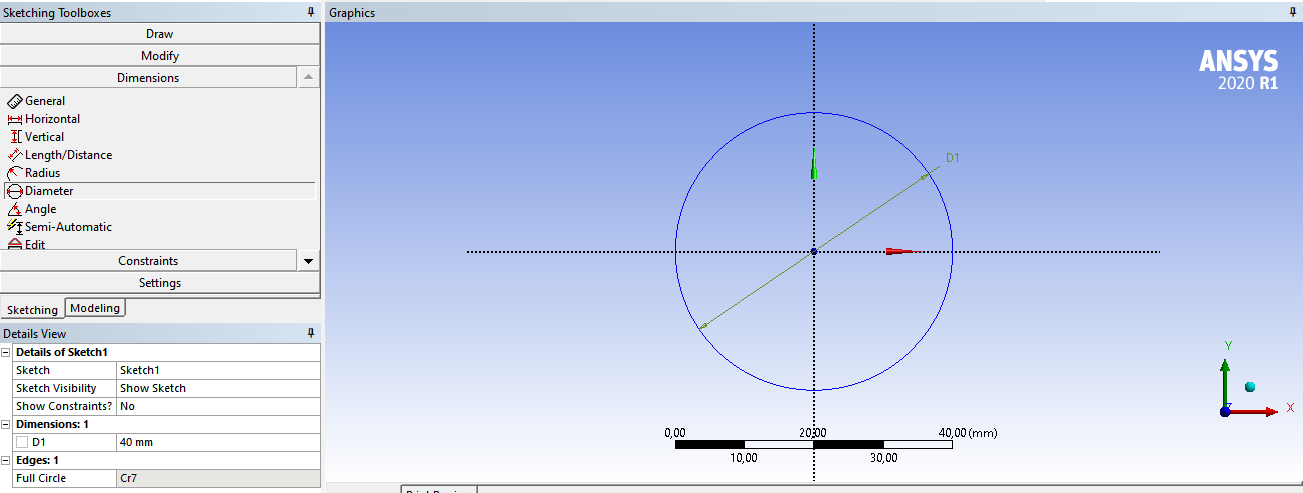 Sketching Toolboxes
Draw
Modify
Dimensions
General
Horizontal
Vertical
Length/Distance
Radius
Diameter
Angle
Semi-Automatic
Edit
Constraints
Settings
Sketching Modeling
Details View
Details of Sketch1
Sketch Sketch1
Sketch Visibility Show Sketch
Show Constraints? No
Dimensions: 1
D1 40 mm
Edges: 1
Full Circle Cr7
Graphics
ANSYS
2020 R1
D1
Y
X
0,00 20,00 40,00 (mm)
10,00 30,00